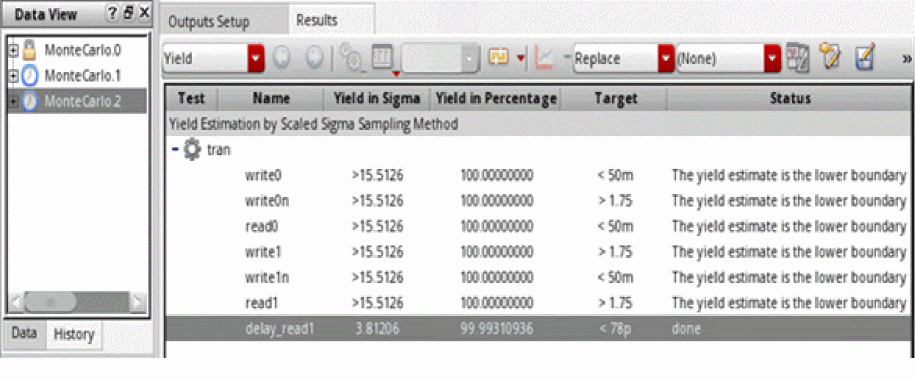 Data View ? X
MonteCarlo.0
MonteCarlo.1
MonteCarlo.2
Data History
Outputs Setup Results
Yield Replace (None) »
Test Name Yield in Sigma Yield in Percentage Target Status
Yield Estimation by Scaled Sigma Sampling Method
tran
write0 >15.5126 100.00000000 < 50m The yield estimate is the lower boundary
write0n >15.5126 100.00000000 > 1.75 The yield estimate is the lower boundary
read0 >15.5126 100.00000000 < 50m The yield estimate is the lower boundary
write1 >15.5126 100.00000000 > 1.75 The yield estimate is the lower boundary
write1n >15.5126 100.00000000 < 50m The yield estimate is the lower boundary
read1 >15.5126 100.00000000 > 1.75 The yield estimate is the lower boundary
delay_read1 3.81206 99.99310936 < 78p done